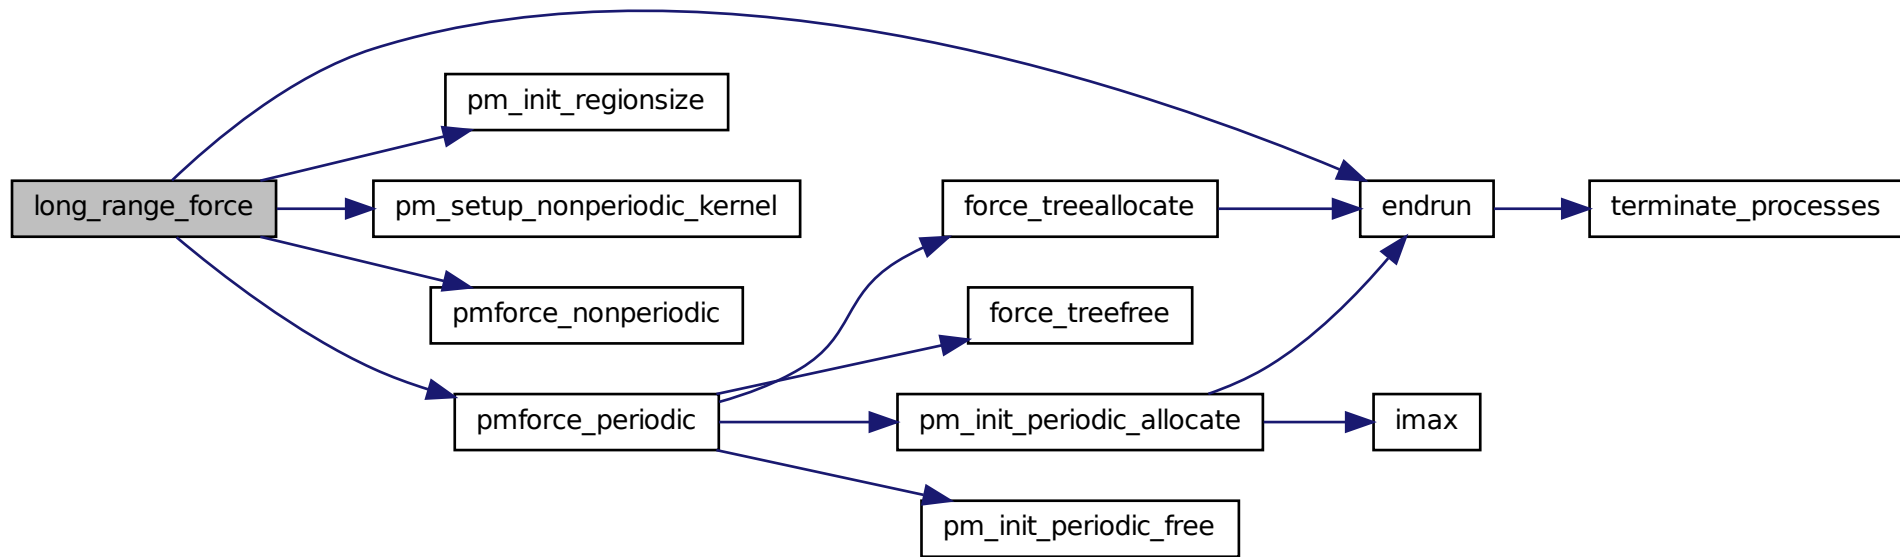 long_range_force
pm_init_regionsize
pm_setup_nonperiodic_kernel
pmforce_nonperiodic
pmforce_periodic
force_treeallocate
force_treefree
pm_init_periodic_allocate
pm_init_periodic_free
endrun
imax
terminate_processes